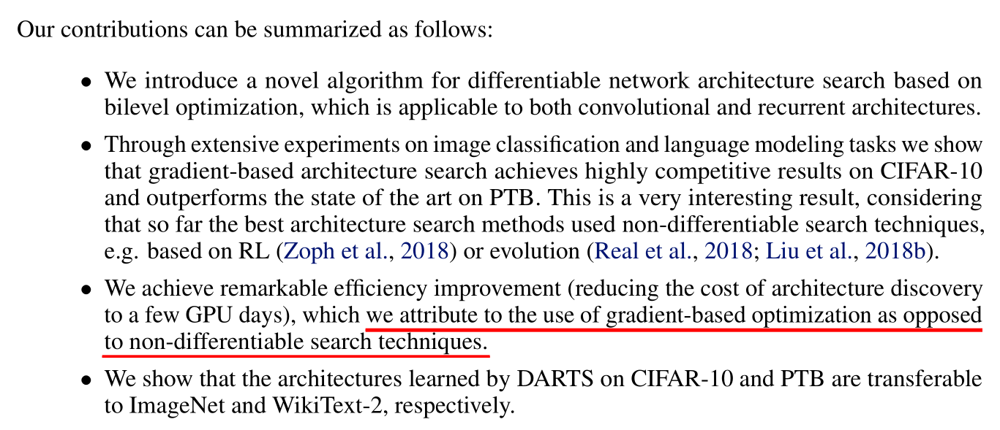 Our contributions can be summarized as follows:
• We introduce a novel algorithm for differentiable network architecture search based on
bilevel optimization, which is applicable to both convolutional and recurrent architectures.
• Through extensive experiments on image classification and language modeling tasks we show
that gradient-based architecture search achieves highly competitive results on CIFAR-10
and outperforms the state of the art on PTB. This is a very interesting result, considering
that so far the best architecture search methods used non-differentiable search techniques,
e.g. based on RL (Zoph et al., 2018) or evolution (Real et al., 2018; Liu et al., 2018b).
• We achieve remarkable efficiency improvement (reducing the cost of architecture discovery
to a few GPU days), which we attribute to the use of gradient-based optimization as opposed
to non-differentiable search techniques.
• We show that the architectures learned by DARTS on CIFAR-10 and PTB are transferable
to ImageNet and WikiText-2, respectively.